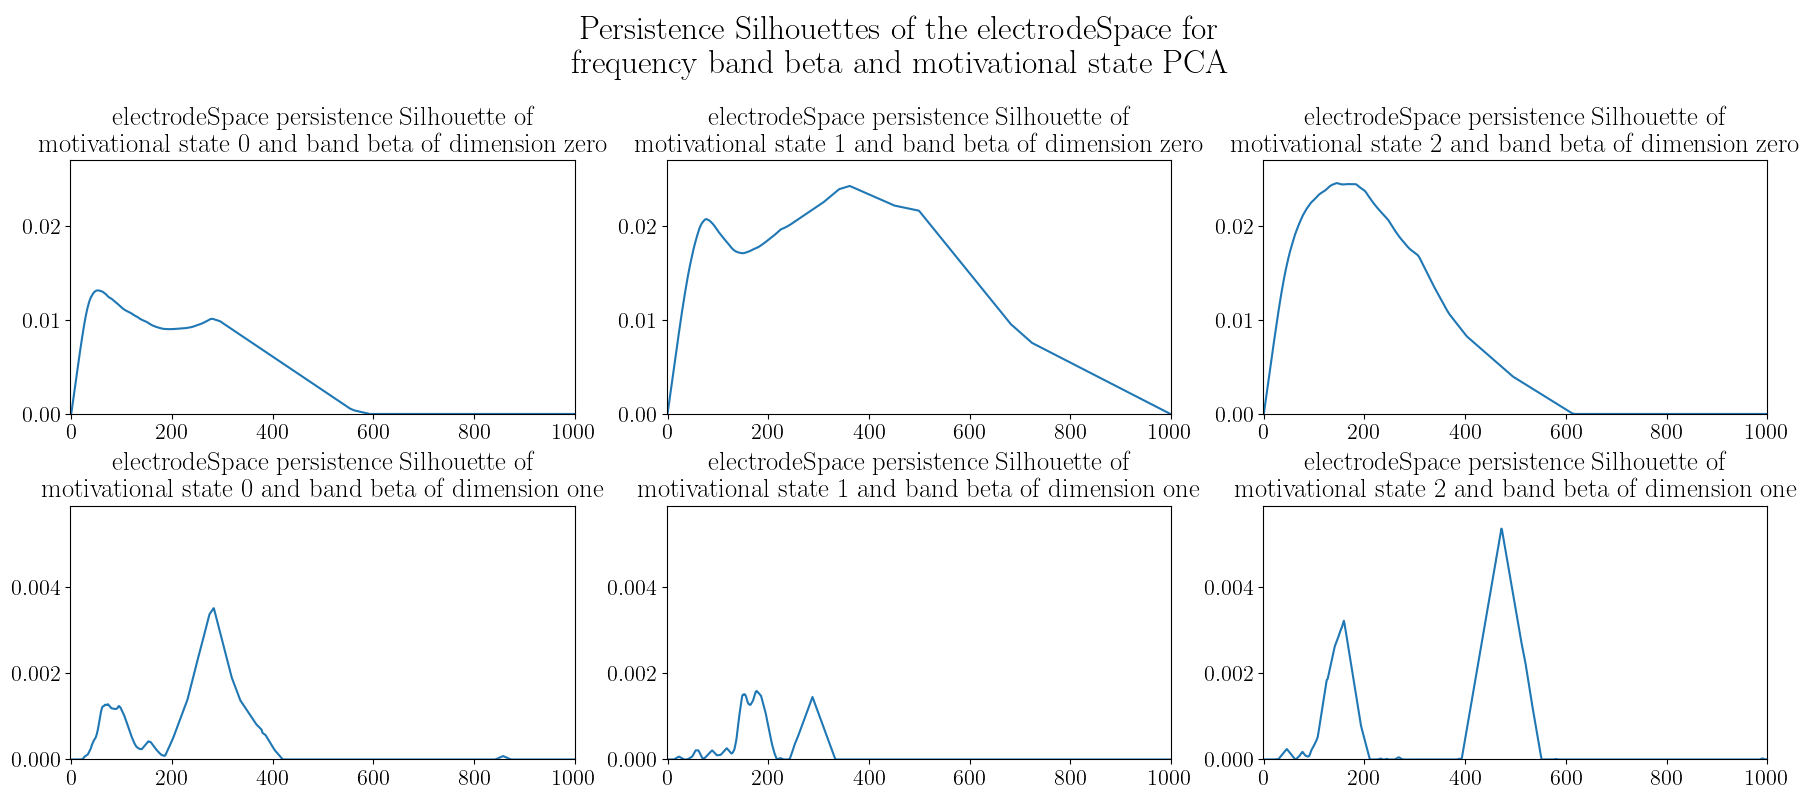 Persistence Silhouettes of the electrodeSpace for
frequency band beta and motivational state PCA
electrodeSpace persistence Silhouette of
motivational state 0 and band beta of dimension zero
0.02
0.01
0.00
0 200 400 600 800 1000
electrodeSpace persistence Silhouette of
motivational state 1 and band beta of dimension zero
0.02
0.01
0.00
0 200 400 600 800 1000
electrodeSpace persistence Silhouette of
motivational state 2 and band beta of dimension zero
0.02
0.01
0.00
0 200 400 600 800 1000
electrodeSpace persistence Silhouette of
motivational state 0 and band beta of dimension one
0.004
0.002
0.000
0 200 400 600 800 1000
electrodeSpace persistence Silhouette of
motivational state 1 and band beta of dimension one
0.004
0.002
0.000
0 200 400 600 800 1000
electrodeSpace persistence Silhouette of
motivational state 2 and band beta of dimension one
0.004
0.002
0.000
0 200 400 600 800 1000